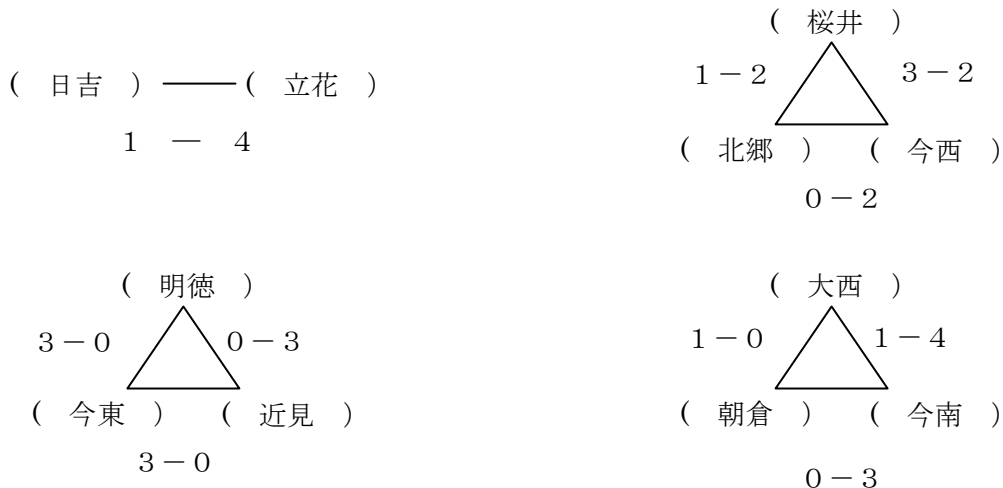 (　日吉　)　(　立花　)
１　－　４
(　桜井　)
１－２　３－２
(　北郷　)　(　今西　)
０－２
(　明徳　)
３－０　０－３
(　今東　)　(　近見　)
３－０
(　大西　)
１－０　１－４
(　朝倉　)　(　今南　)
０－３